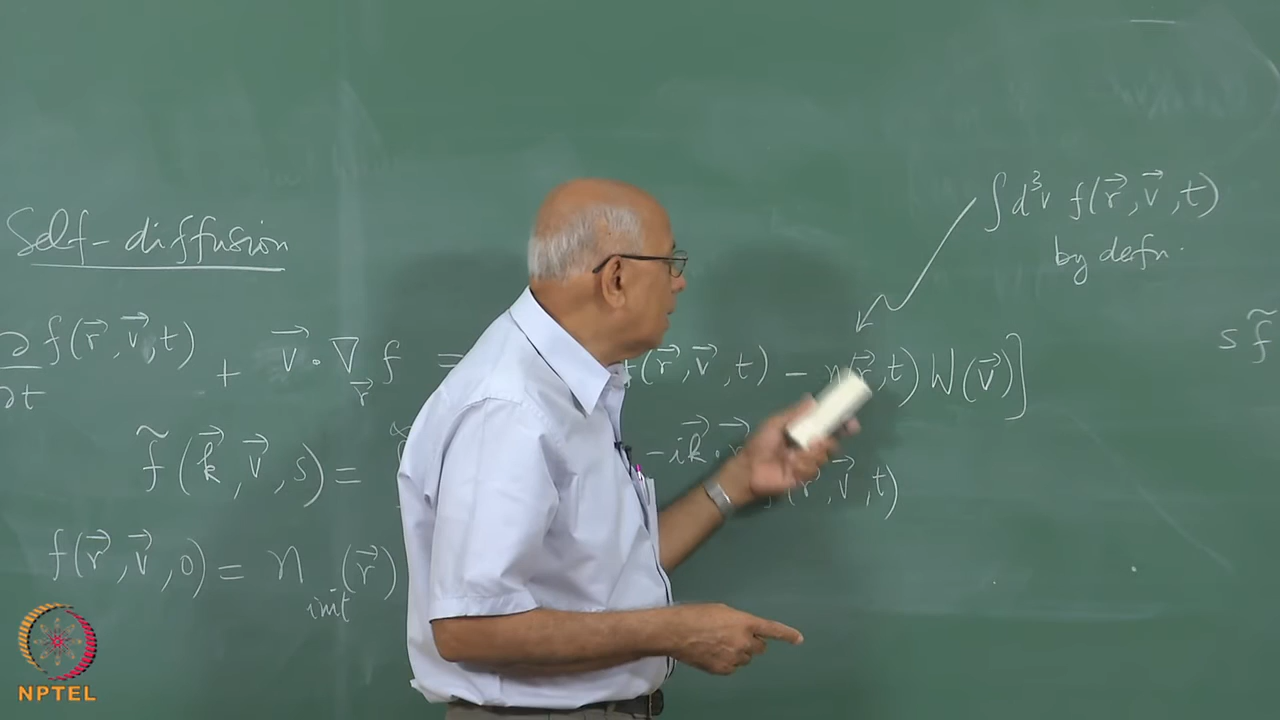 ∫d³v f(r⃗, v⃗, t)
by defn.
Self-diffusion
∂/∂t f(r⃗, v⃗, t) + v⃗·∇_r⃗ f = (r⃗, v⃗, t) − n(r⃗, t) W(v⃗)]
s f̃
f̃(k⃗, v⃗, s) = −ik⃗·r⃗ (r⃗, v⃗, t)
f(r⃗, v⃗, 0) = n_init (r⃗)
NPTEL